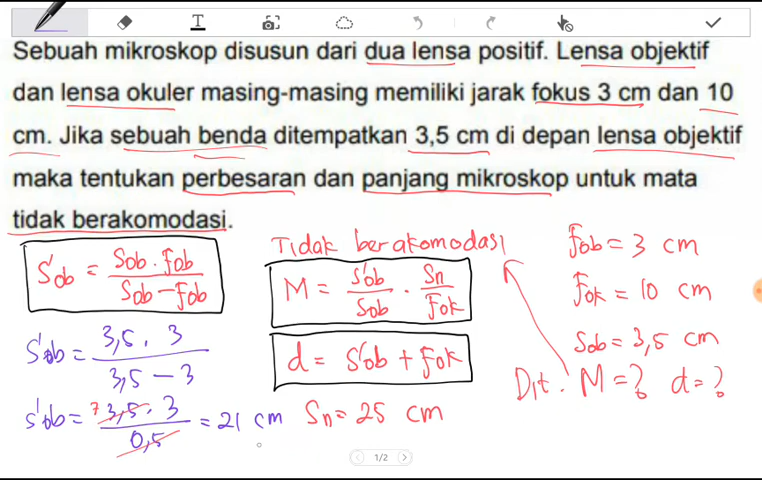 Sebuah mikroskop disusun dari dua lensa positif. Lensa objektif
dan lensa okuler masing-masing memiliki jarak fokus 3 cm dan 10
cm. Jika sebuah benda ditempatkan 3,5 cm di depan lensa objektif
maka tentukan perbesaran dan panjang mikroskop untuk mata
tidak berakomodasi.
S'ob = Sob . fob / Sob - fob
S'ob = 3,5 . 3 / 3,5 - 3
S'ob = 7 3,5 . 3 / 0,5 = 21 cm
Tidak berakomodasi
M = S'ob / Sob . Sn / fok
d = S'ob + fok
Sn = 25 cm
fob = 3 cm
fok = 10 cm
Sob = 3,5 cm
Dit : M = ? d = ?
1/2